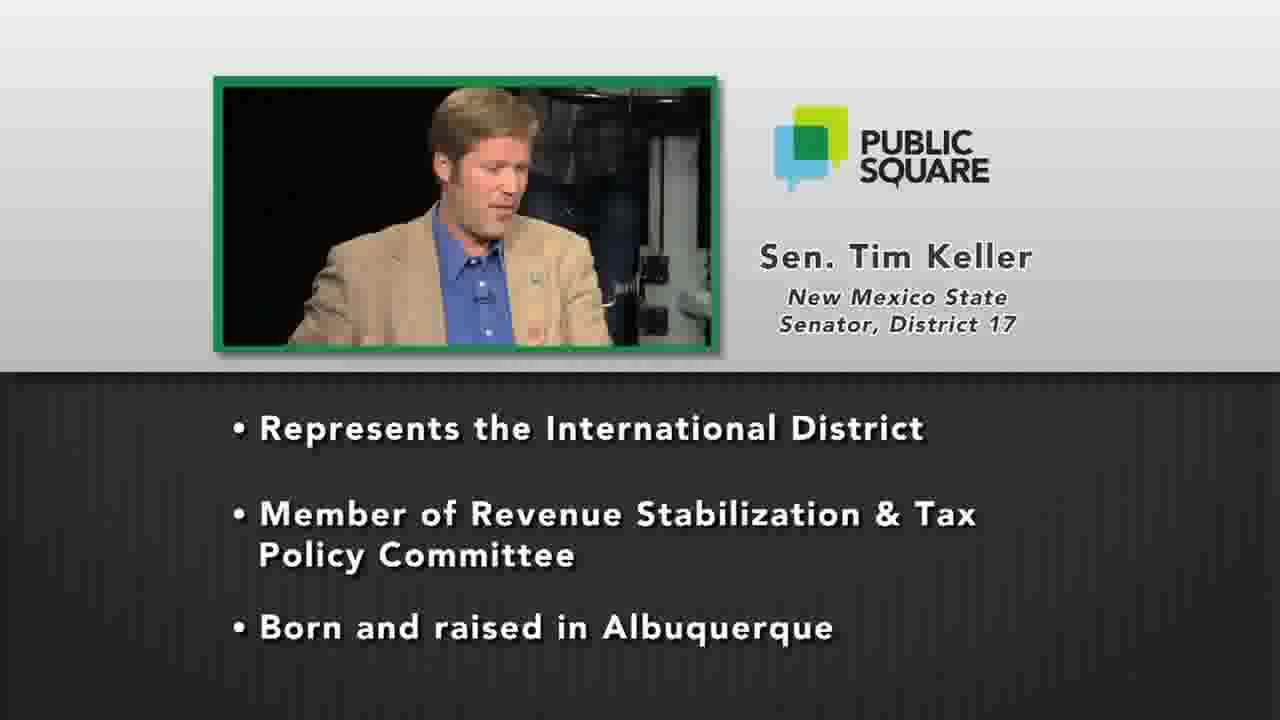 PUBLIC
SQUARE
Sen. Tim Keller
New Mexico State
Senator, District 17
• Represents the International District
• Member of Revenue Stabilization & Tax
Policy Committee
• Born and raised in Albuquerque